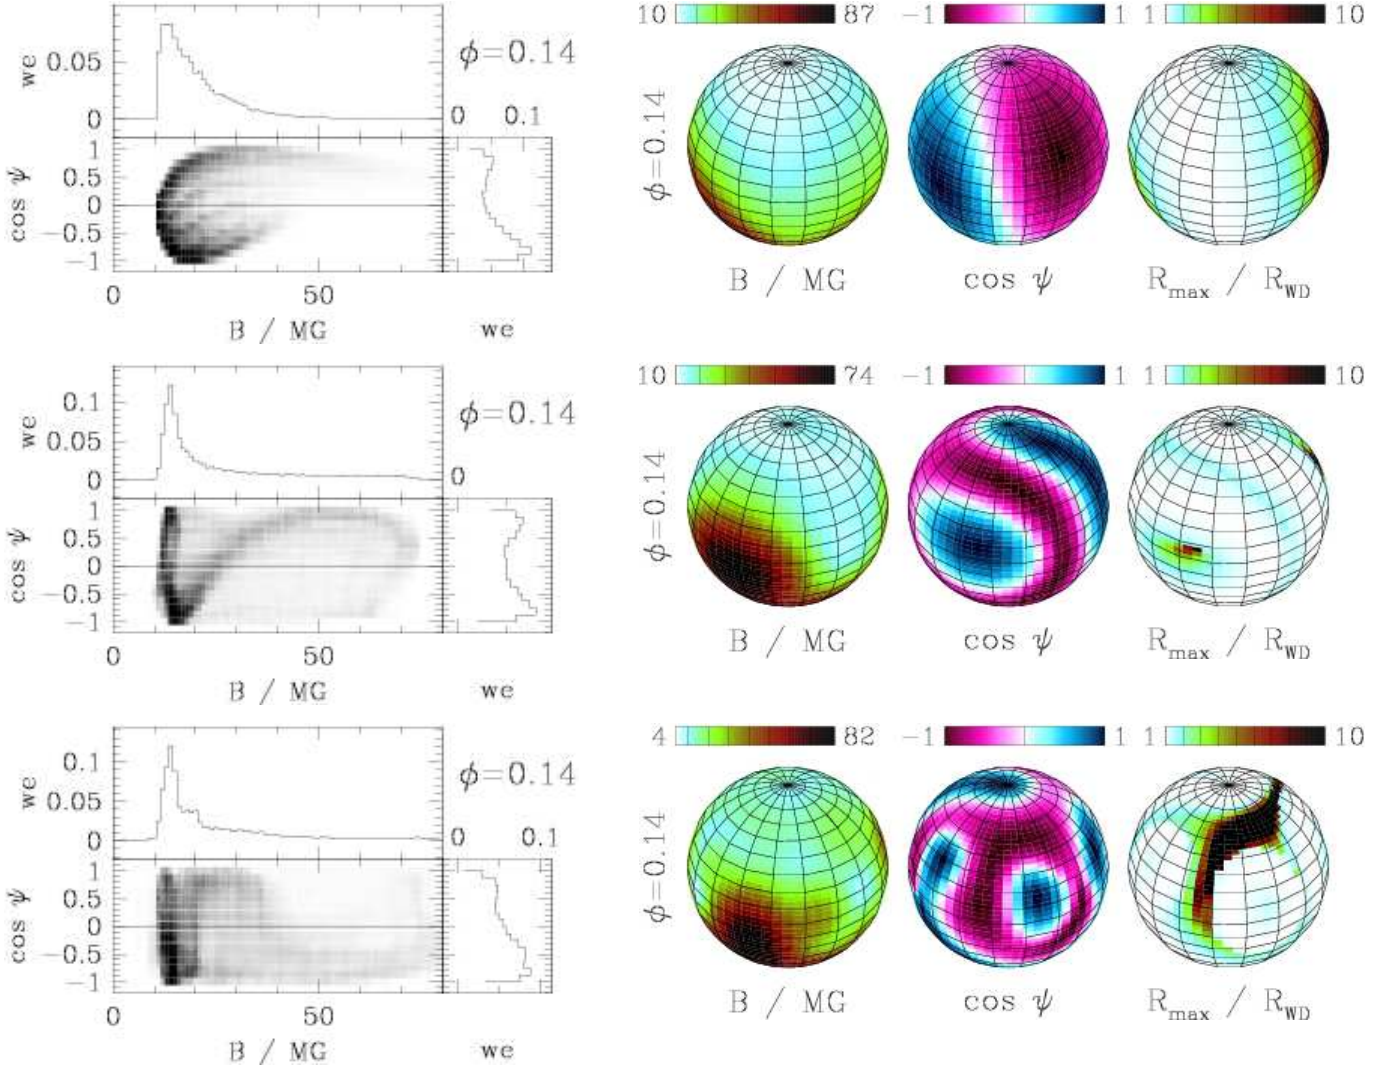 10 87 −1 1 1 10
we 0.05 0
ϕ=0.14
0 0.1
cos ψ 1 0.5 0 −0.5 −1
0 50
B / MG we
ϕ=0.14
B / MG cos ψ R_max / R_WD
10 74 −1 1 1 10
we 0.1 0.05 0
ϕ=0.14
0
cos ψ 1 0.5 0 −0.5 −1
0 50
B / MG we
ϕ=0.14
B / MG cos ψ R_max / R_WD
4 82 −1 1 1 10
we 0.1 0.05 0
ϕ=0.14
0 0.1
cos ψ 1 0.5 0 −0.5 −1
0 50
B / MG we
ϕ=0.14
B / MG cos ψ R_max / R_WD